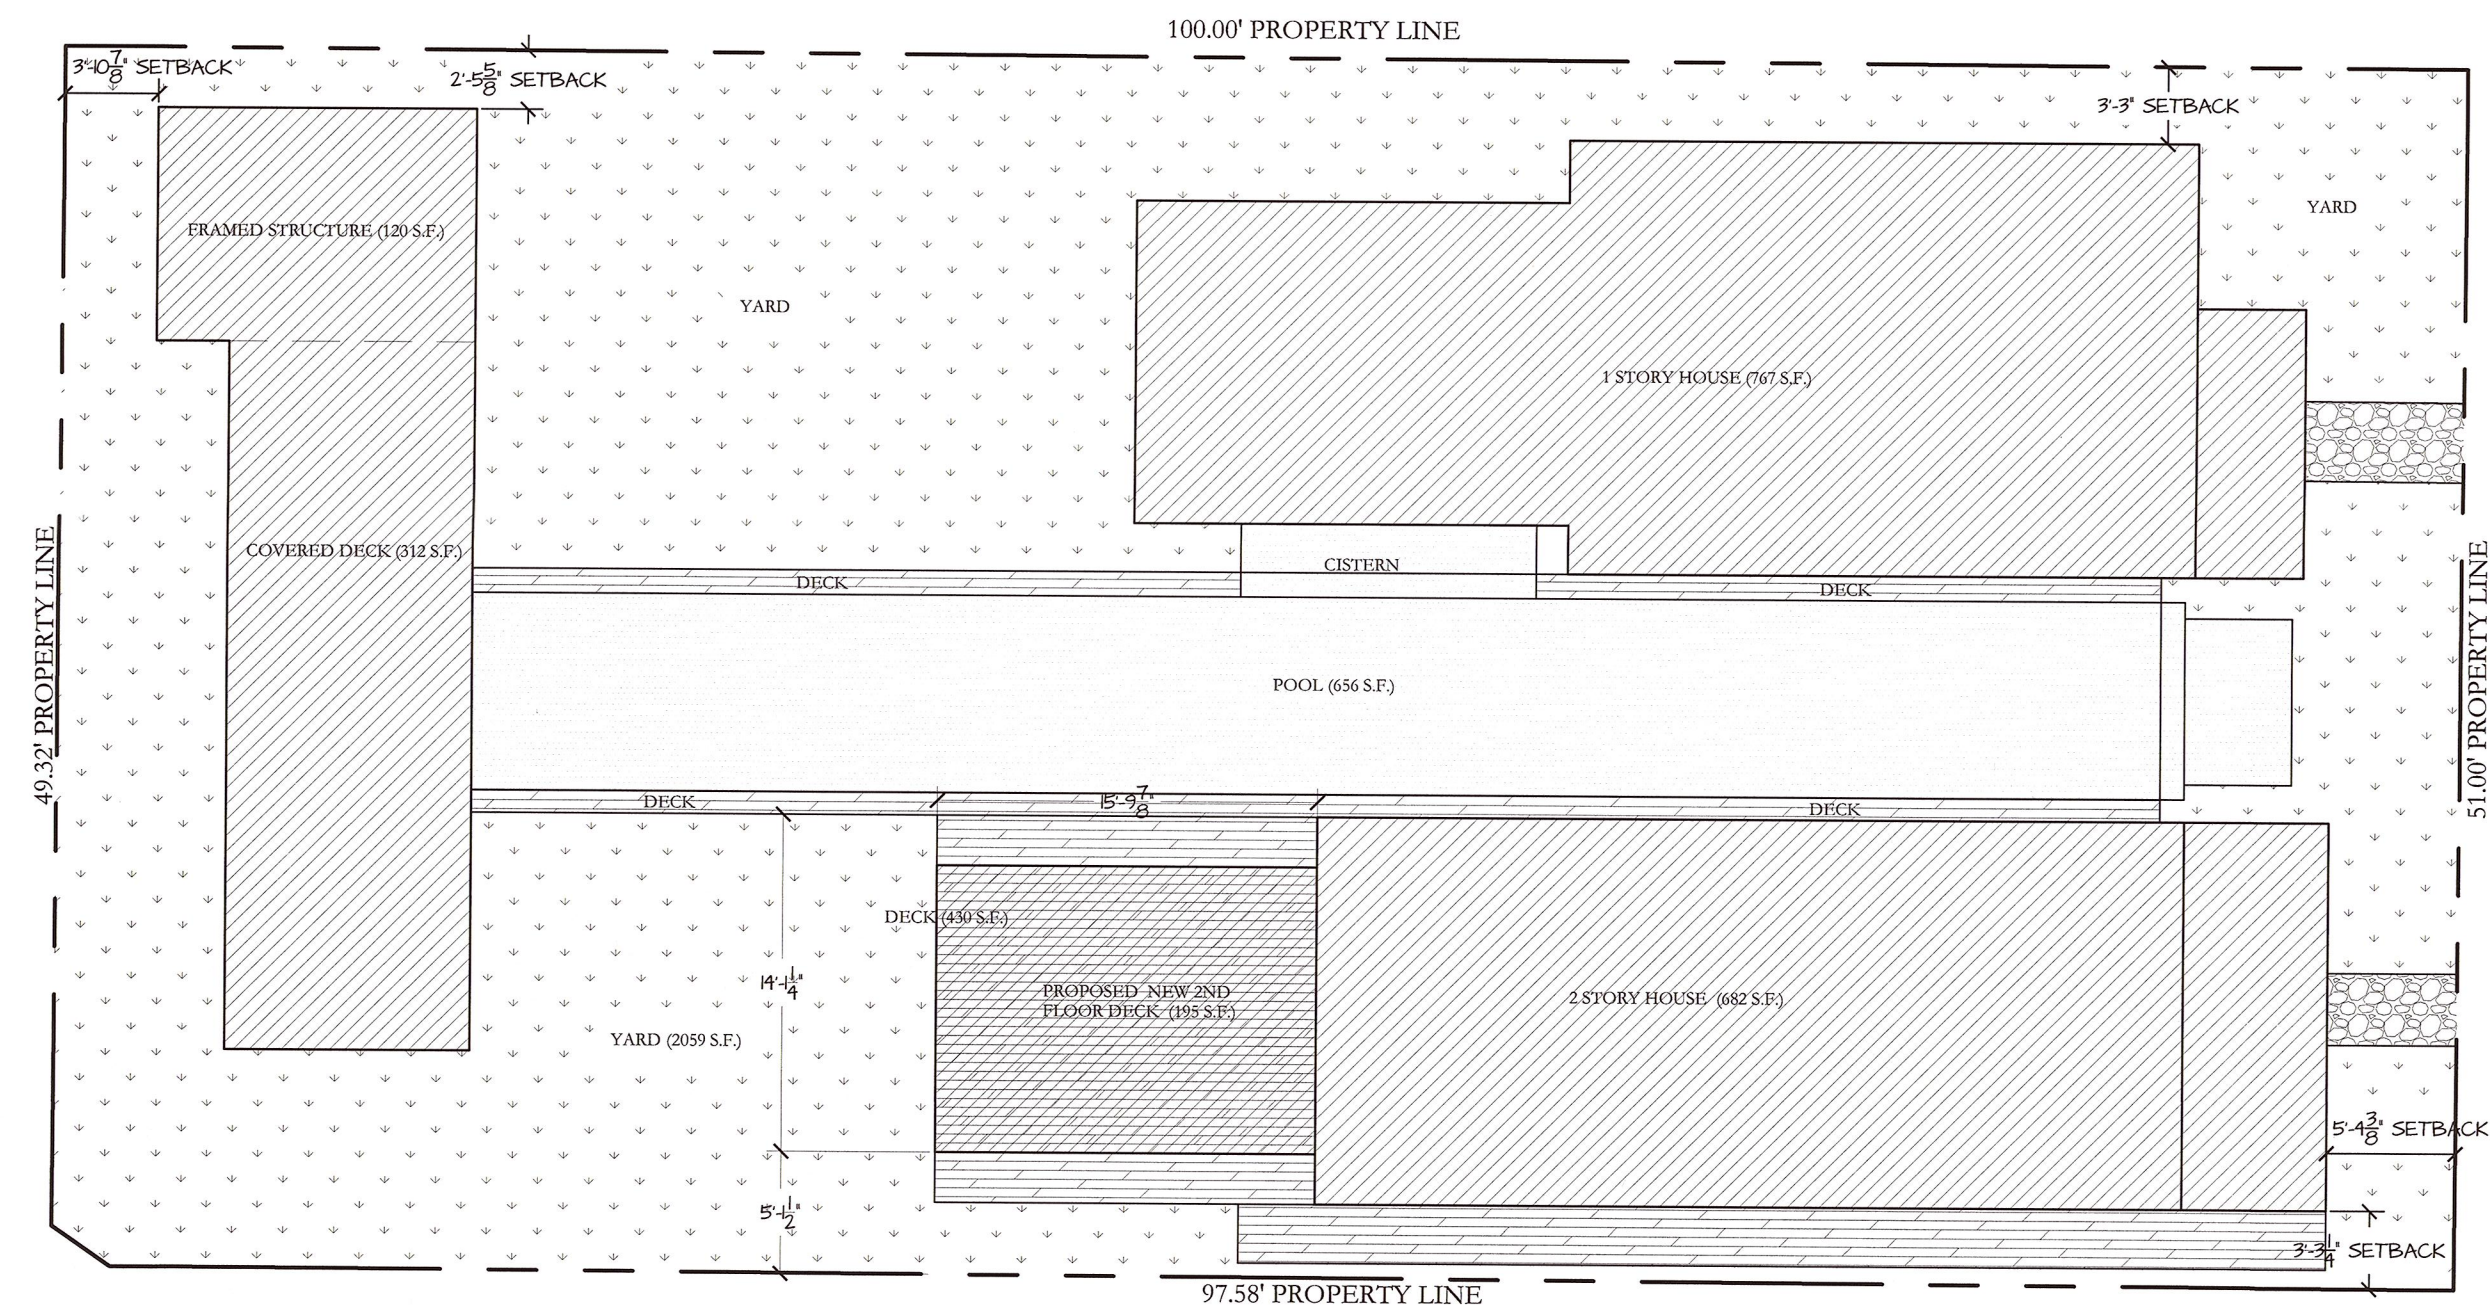 100.00' PROPERTY LINE
3'-10 7/8" SETBACK
2'-5 5/8" SETBACK
3'-3" SETBACK
YARD
FRAMED STRUCTURE (120 S.F.)
YARD
1 STORY HOUSE (767 S.F.)
COVERED DECK (312 S.F.)
CISTERN
DECK
DECK
49.32' PROPERTY LINE
51.00' PROPERTY LINE
POOL (656 S.F.)
DECK
15'-9 7/8"
DECK
DECK (430 S.F.)
14'-1 1/4"
PROPOSED NEW 2ND
FLOOR DECK (195 S.F.)
2 STORY HOUSE (682 S.F.)
YARD (2059 S.F.)
5'-4 3/8" SETBACK
5'-1 1/2"
3'-3 1/4" SETBACK
97.58' PROPERTY LINE